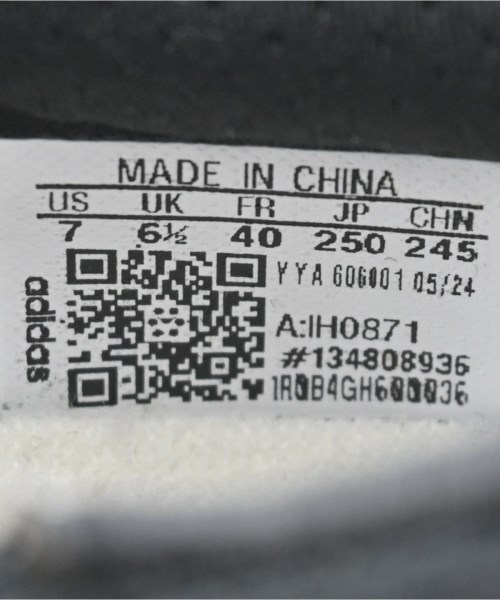 MADE IN CHINA
US UK FR JP CHN
7 6½ 40 250 245
YYA 606001 05/24
A:IH0871
#134808936
adidas